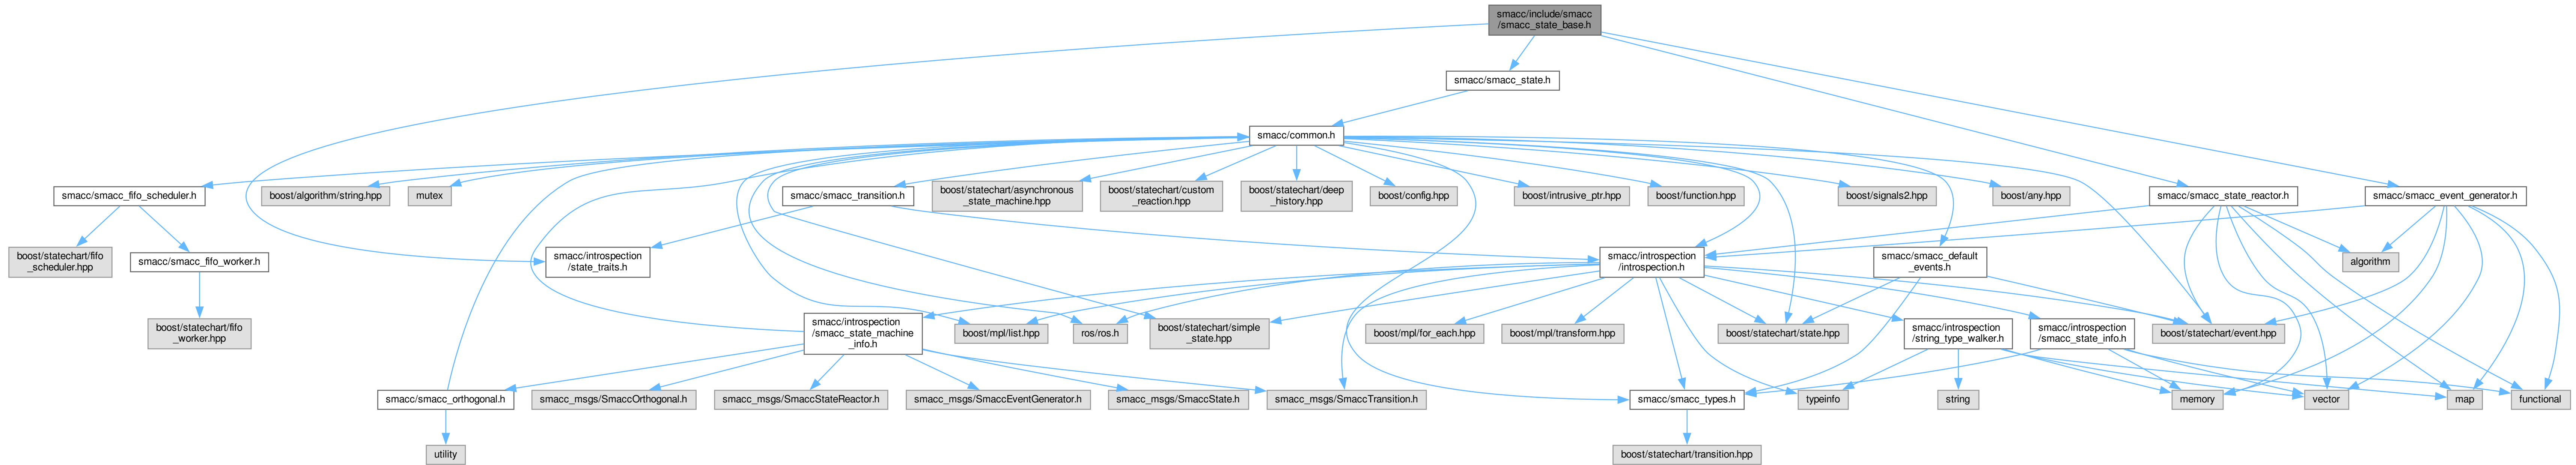 smacc/include/smacc
/smacc_state_base.h
smacc/smacc_state.h
smacc/common.h
smacc/smacc_fifo_scheduler.h
boost/algorithm/string.hpp
mutex
smacc/smacc_transition.h
boost/statechart/asynchronous
_state_machine.hpp
boost/statechart/custom
_reaction.hpp
boost/statechart/deep
_history.hpp
boost/config.hpp
boost/intrusive_ptr.hpp
boost/function.hpp
boost/signals2.hpp
boost/any.hpp
smacc/smacc_state_reactor.h
smacc/smacc_event_generator.h
boost/statechart/fifo
_scheduler.hpp
smacc/smacc_fifo_worker.h
smacc/introspection
/state_traits.h
smacc/introspection
/introspection.h
smacc/smacc_default
_events.h
algorithm
boost/statechart/fifo
_worker.hpp
smacc/introspection
/smacc_state_machine
_info.h
boost/mpl/list.hpp
ros/ros.h
boost/statechart/simple
_state.hpp
boost/mpl/for_each.hpp
boost/mpl/transform.hpp
boost/statechart/state.hpp
smacc/introspection
/string_type_walker.h
smacc/introspection
/smacc_state_info.h
boost/statechart/event.hpp
smacc/smacc_orthogonal.h
smacc_msgs/SmaccOrthogonal.h
smacc_msgs/SmaccStateReactor.h
smacc_msgs/SmaccEventGenerator.h
smacc_msgs/SmaccState.h
smacc_msgs/SmaccTransition.h
smacc/smacc_types.h
typeinfo
string
memory
vector
map
functional
utility
boost/statechart/transition.hpp